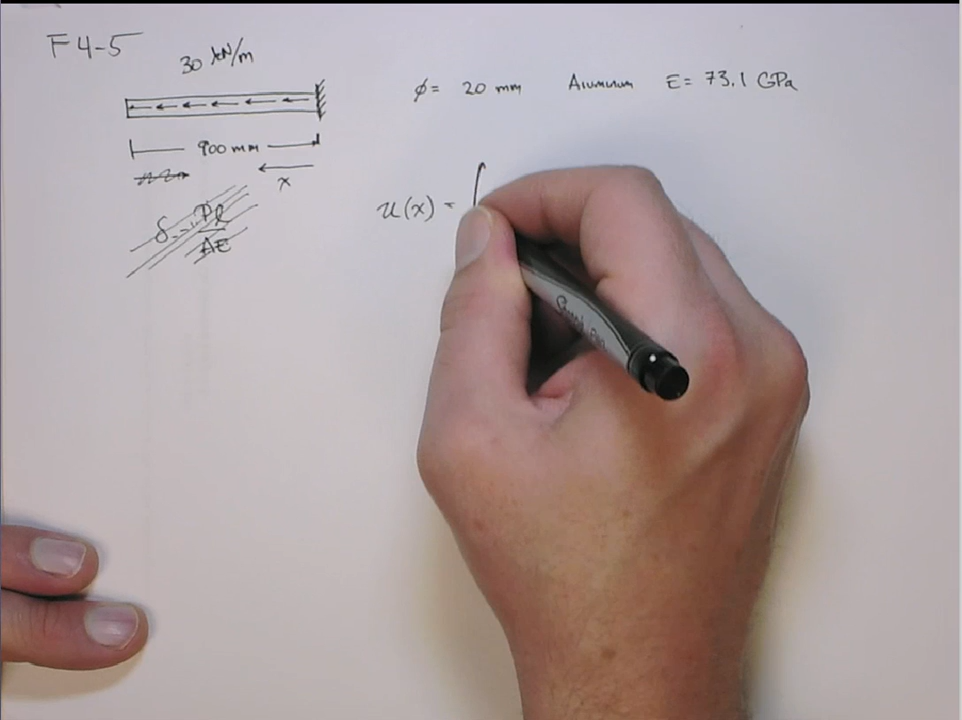 F4-5
30 kN/m
φ= 20 mm Aluminum E= 73.1 GPa
900 mm
x
δ = Pl
AE
u(x) = ∫